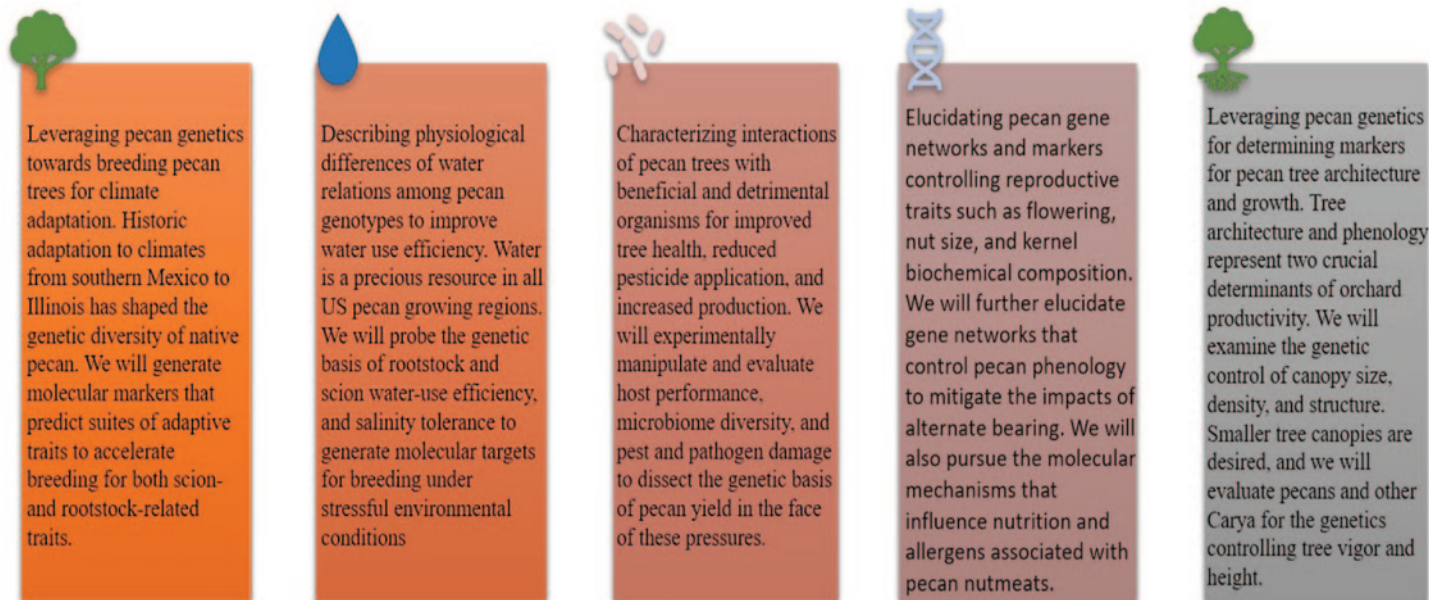 Leveraging pecan genetics
towards breeding pecan
trees for climate
adaptation. Historic
adaptation to climates
from southern Mexico to
Illinois has shaped the
genetic diversity of native
pecan. We will generate
molecular markers that
predict suites of adaptive
traits to accelerate
breeding for both scion-
and rootstock-related
traits.
Describing physiological
differences of water
relations among pecan
genotypes to improve
water use efficiency. Water
is a precious resource in all
US pecan growing regions.
We will probe the genetic
basis of rootstock and
scion water-use efficiency,
and salinity tolerance to
generate molecular targets
for breeding under
stressful environmental
conditions
Characterizing interactions
of pecan trees with
beneficial and detrimental
organisms for improved
tree health, reduced
pesticide application, and
increased production. We
will experimentally
manipulate and evaluate
host performance,
microbiome diversity, and
pest and pathogen damage
to dissect the genetic basis
of pecan yield in the face
of these pressures.
Elucidating pecan gene
networks and markers
controlling reproductive
traits such as flowering,
nut size, and kernel
biochemical composition.
We will further elucidate
gene networks that
control pecan phenology
to mitigate the impacts of
alternate bearing. We will
also pursue the molecular
mechanisms that
influence nutrition and
allergens associated with
pecan nutmeats.
Leveraging pecan genetics
for determining markers
for pecan tree architecture
and growth. Tree
architecture and phenology
represent two crucial
determinants of orchard
productivity. We will
examine the genetic
control of canopy size,
density, and structure.
Smaller tree canopies are
desired, and we will
evaluate pecans and other
Carya for the genetics
controlling tree vigor and
height.